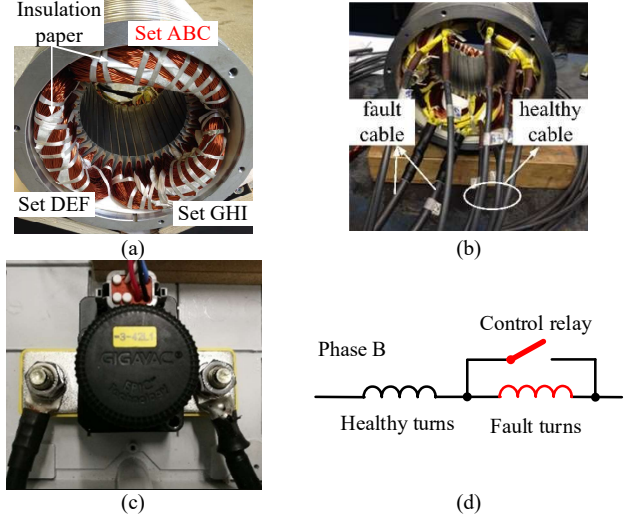 Insulation
paper
Set ABC
Set DEF
Set GHI
(a)
fault
cable
healthy
cable
(b)
GIGAVAC
(c)
Phase B
Control relay
Healthy turns
Fault turns
(d)